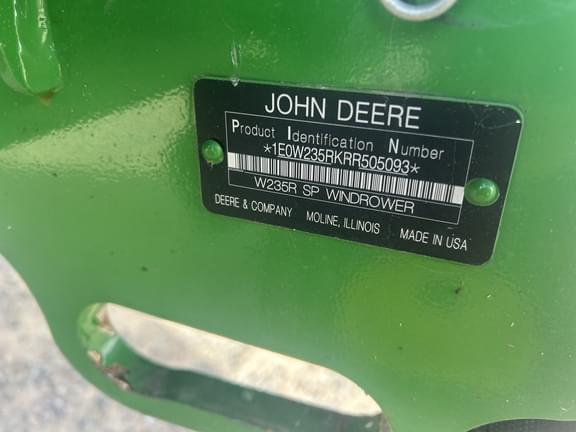 JOHN DEERE
Product Identification Number
*1E0W235RKRR505093*
W235R SP WINDROWER
DEERE & COMPANY MOLINE, ILLINOIS MADE IN USA